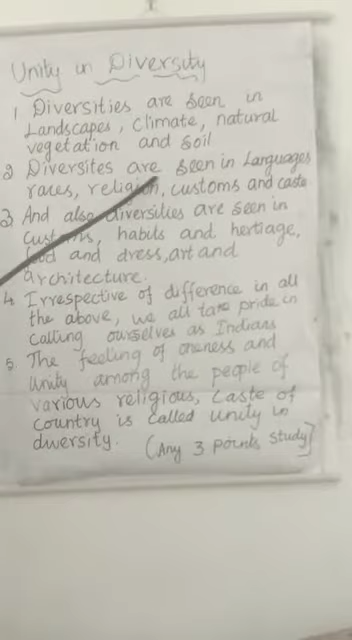 Unity in Diversity
1 Diversities are seen in
Landscapes, climate, natural
vegetation and soil
2 Diversites are seen in Languages
races, religion, customs and caste
3 And also diversities are seen in
customs, habits and hertiage,
food and dress, art and
architecture.
4 Irrespective of difference in all
the above, we all take pride in
calling ourselves as Indians
5 The feeling of oneness and
Unity among the people of
various religious, caste of
country is called unity in
diversity. (Any 3 points study]